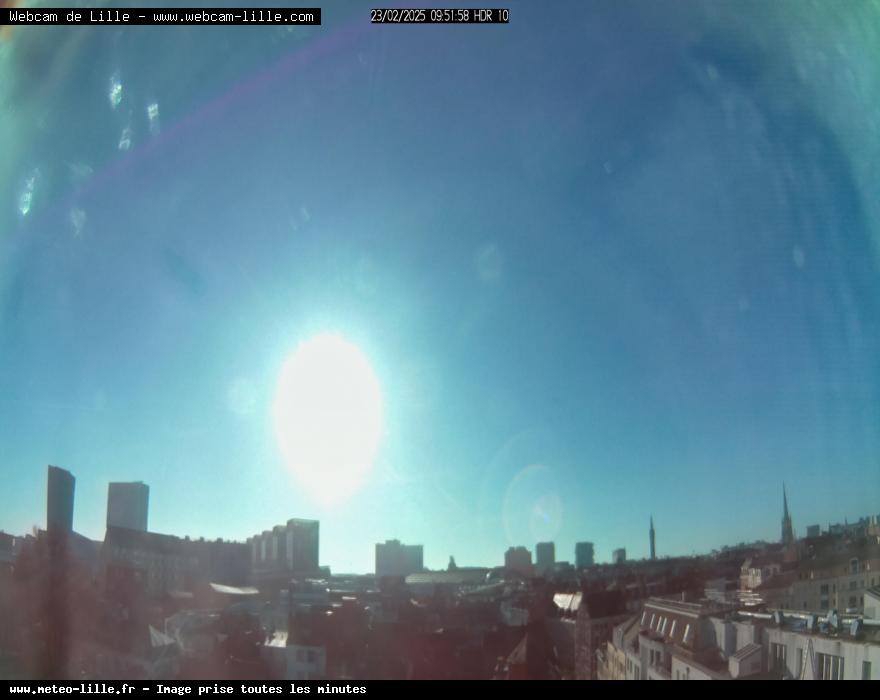 Webcam de Lille - www.webcam-lille.com
23/02/2025 09:51:58 HDR 10
www.meteo-lille.fr - Image prise toutes les minutes